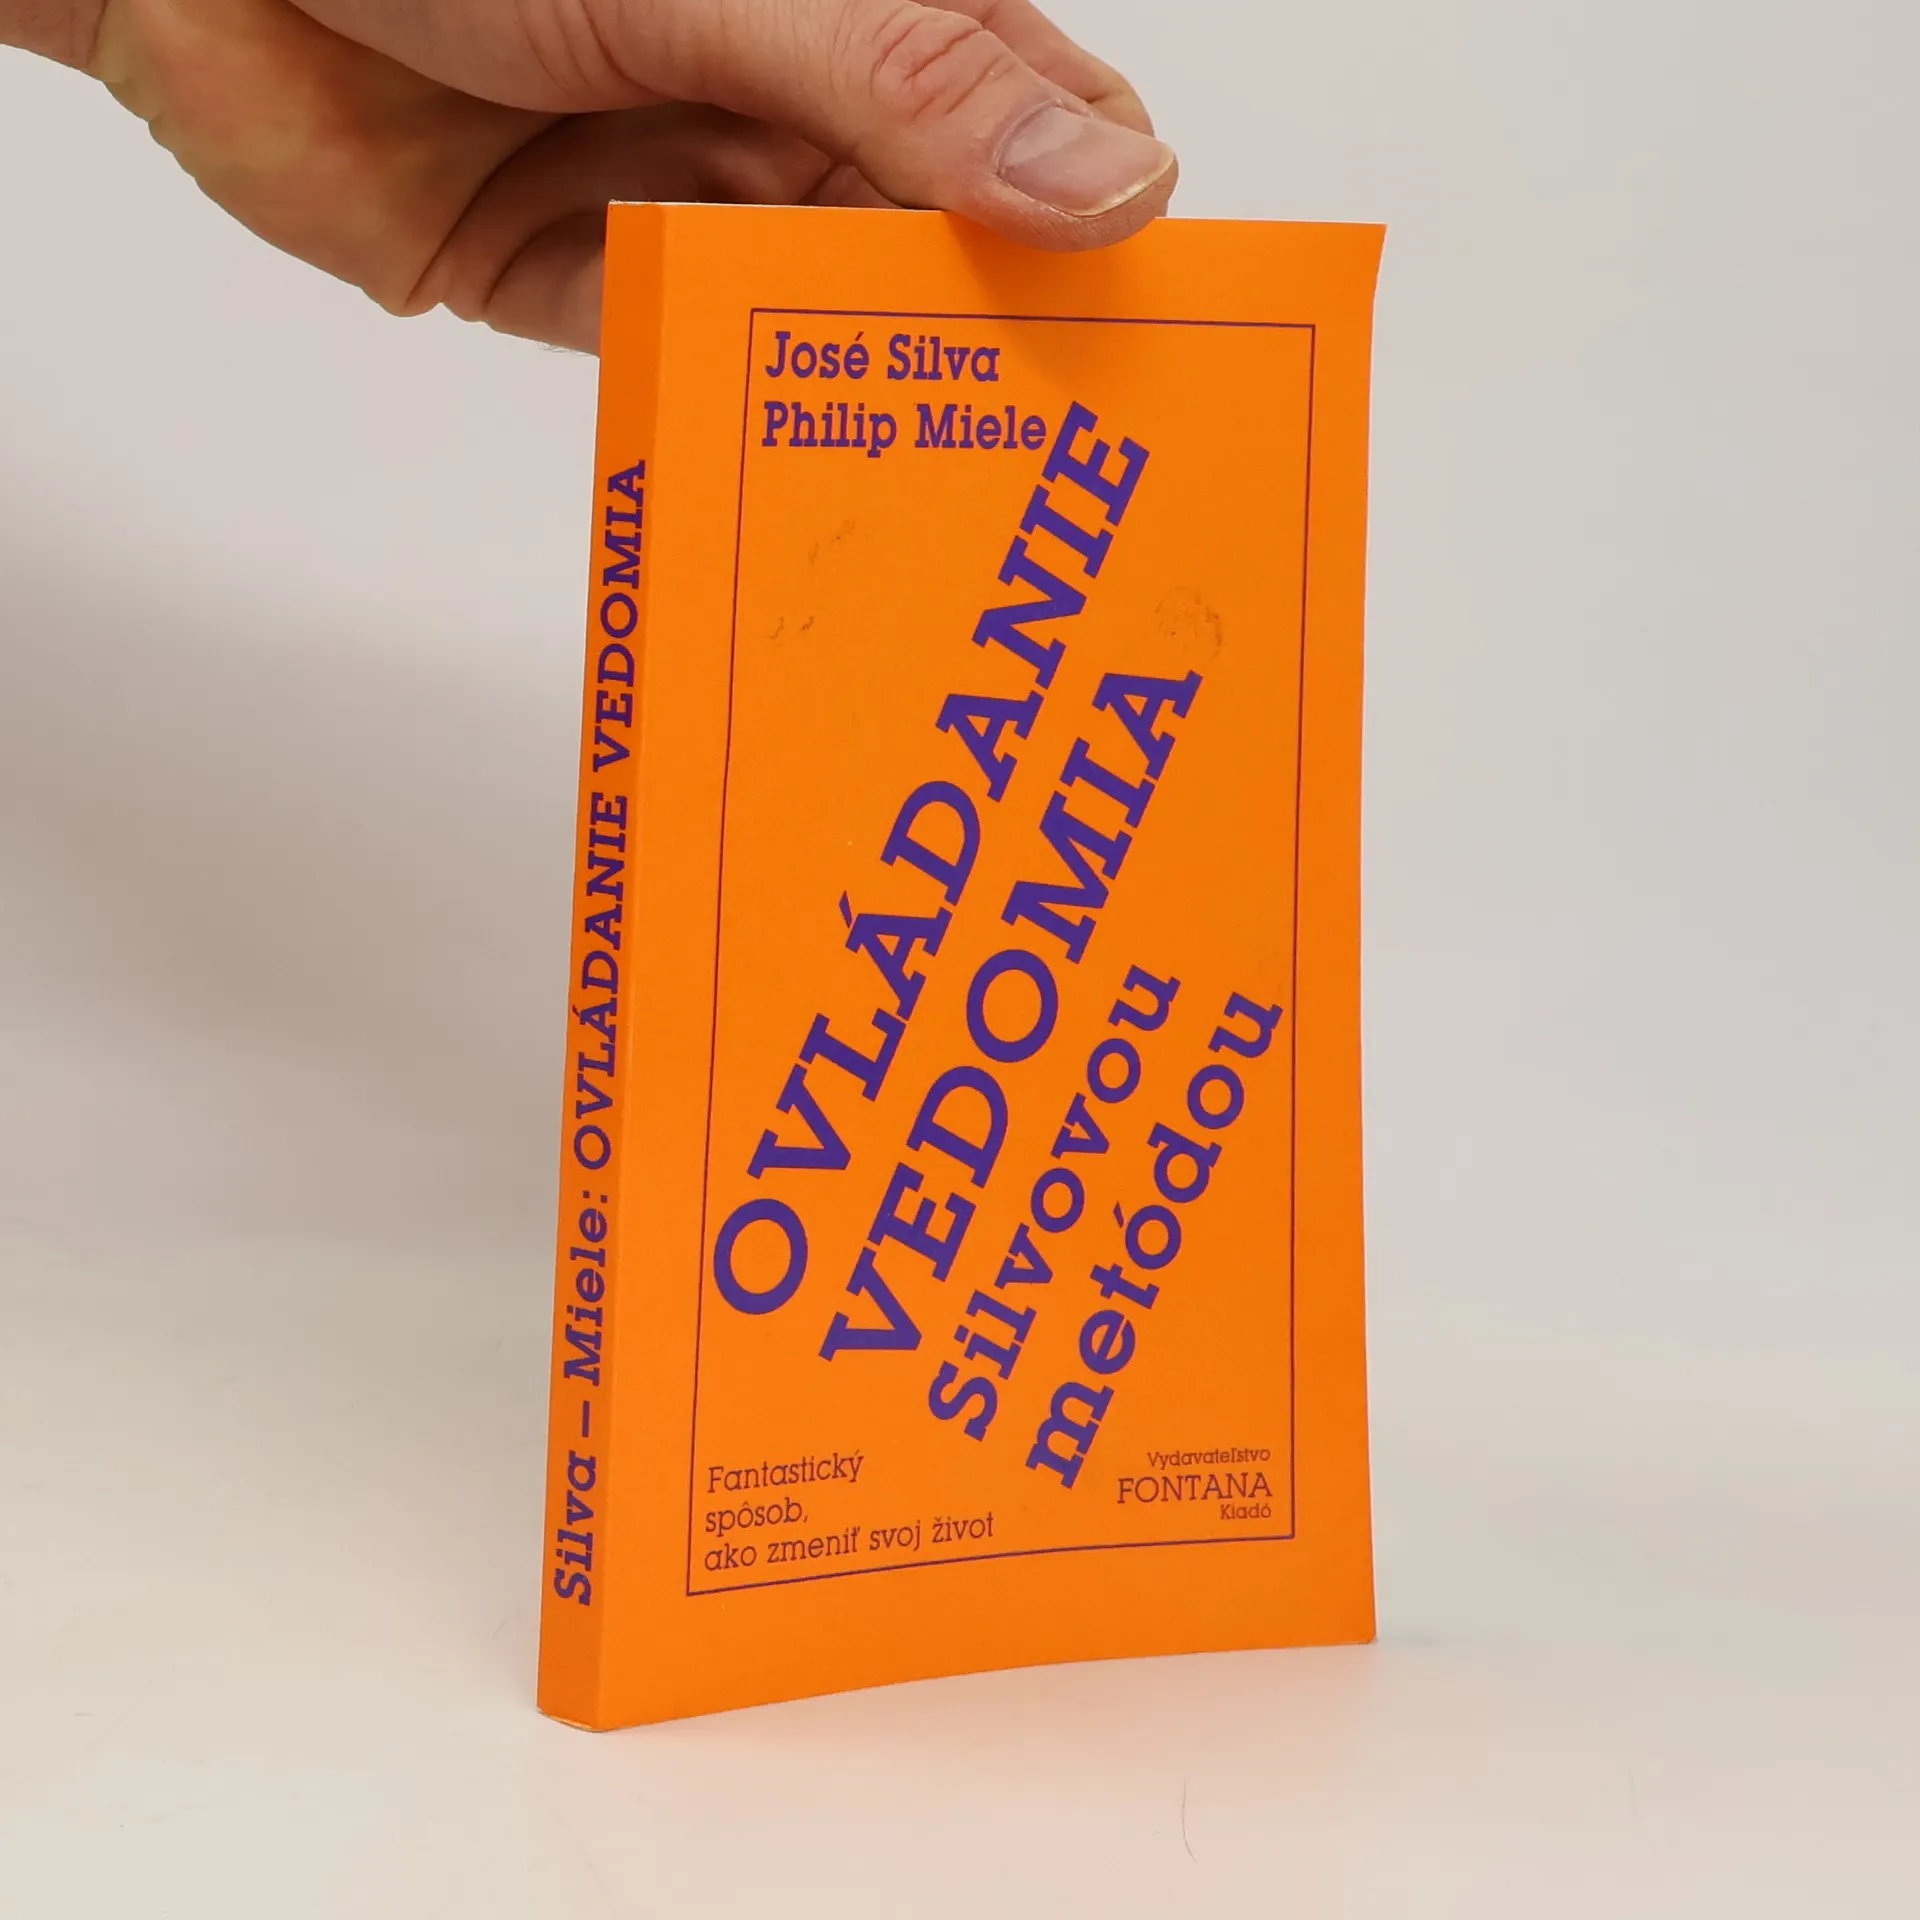 José Silva
Philip Miele
OVLÁDANIE
VEDOMIA
Silvovou
metódou
Fantastický
spôsob,
ako zmeniť svoj život
Vydavateľstvo
FONTANA
Kiadó
Silva – Miele: OVLÁDANIE VEDOMIA